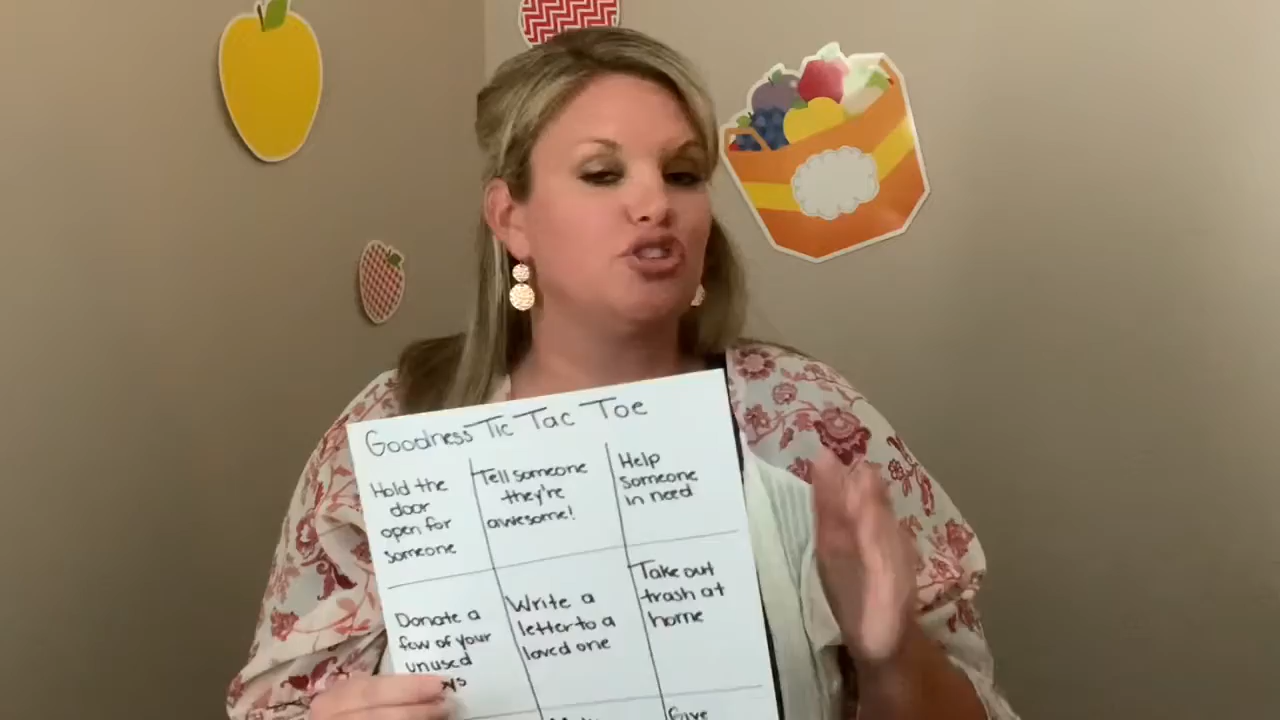 Goodness Tic Tac Toe
Hold the
door
open for
someone
Tell someone
they're
awesome!
Help
someone
in need
Donate a
few of your
unused
Write a
letter to a
loved one
Take out
trash at
home
Give